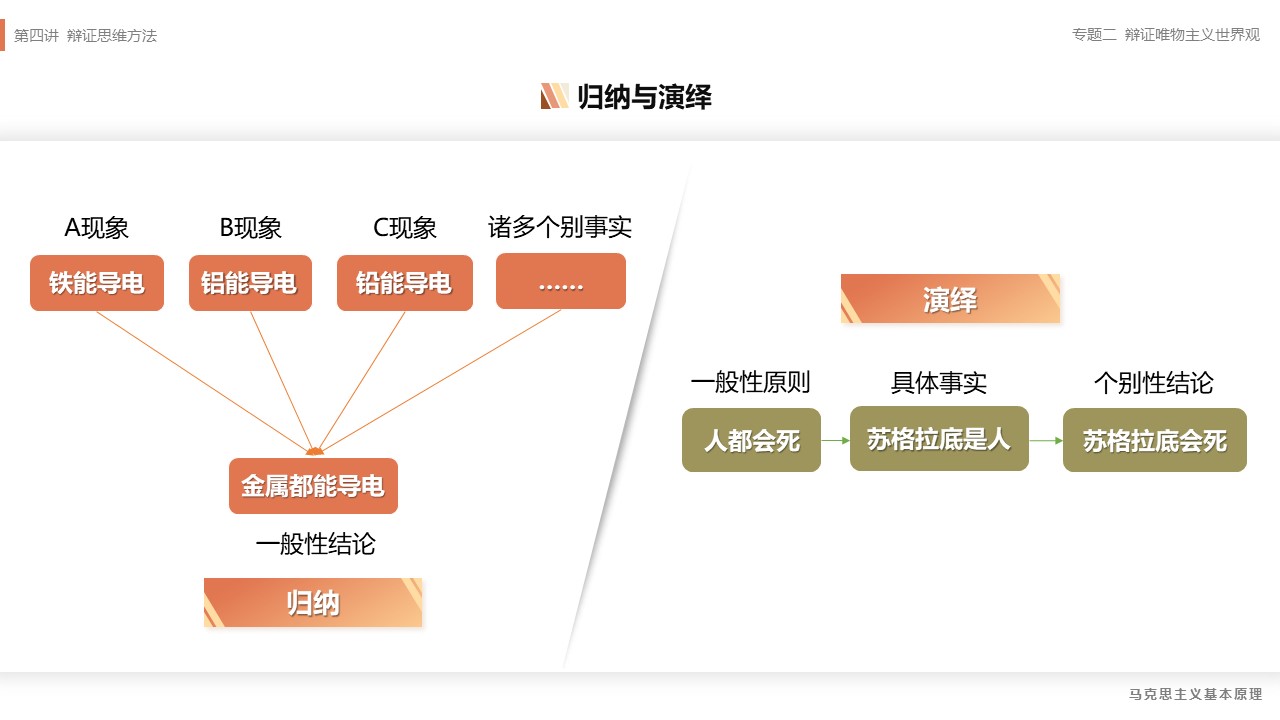 第四讲 辩证思维方法
专题二 辩证唯物主义世界观
归纳与演绎
A现象
B现象
C现象
诸多个别事实
铁能导电
铝能导电
铅能导电
……
金属都能导电
一般性结论
归纳
演绎
一般性原则
具体事实
个别性结论
人都会死
苏格拉底是人
苏格拉底会死
马克思主义基本原理